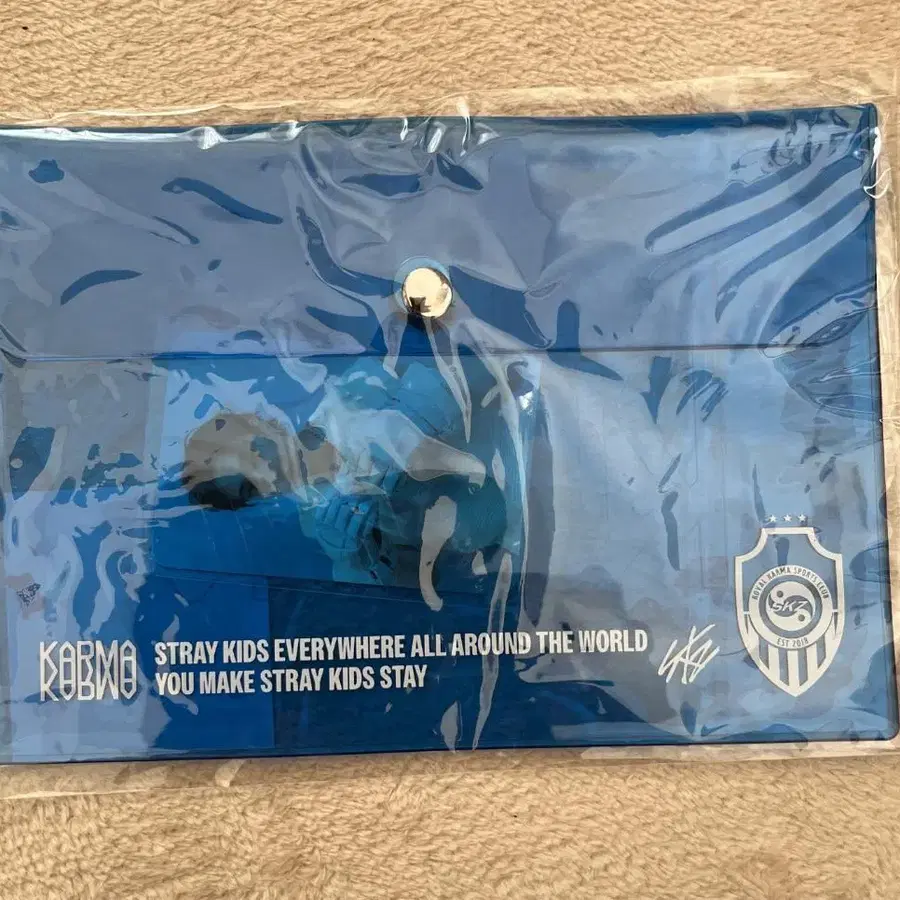 KARMA
STRAY KIDS EVERYWHERE ALL AROUND THE WORLD
YOU MAKE STRAY KIDS STAY
SKZ
ROYAL KARMA SPORTS CLUB
SKZ
EST 2018